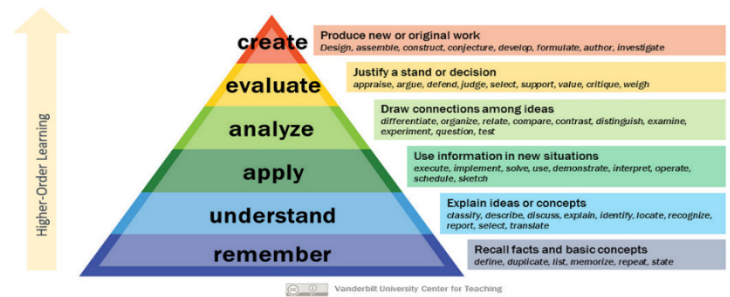 create
Produce new or original work
Design, assemble, construct, conjecture, develop, formulate, author, investigate
evaluate
Justify a stand or decision
appraise, argue, defend, judge, select, support, value, critique, weigh
analyze
Draw connections among ideas
differentiate, organize, relate, compare, contrast, distinguish, examine,
experiment, question, test
apply
Use information in new situations
execute, implement, solve, use, demonstrate, interpret, operate,
schedule, sketch
understand
Explain ideas or concepts
classify, describe, discuss, explain, identify, locate, recognize,
report, select, translate
remember
Recall facts and basic concepts
define, duplicate, list, memorize, repeat, state
Higher-Order Learning
Vanderbilt University Center for Teaching